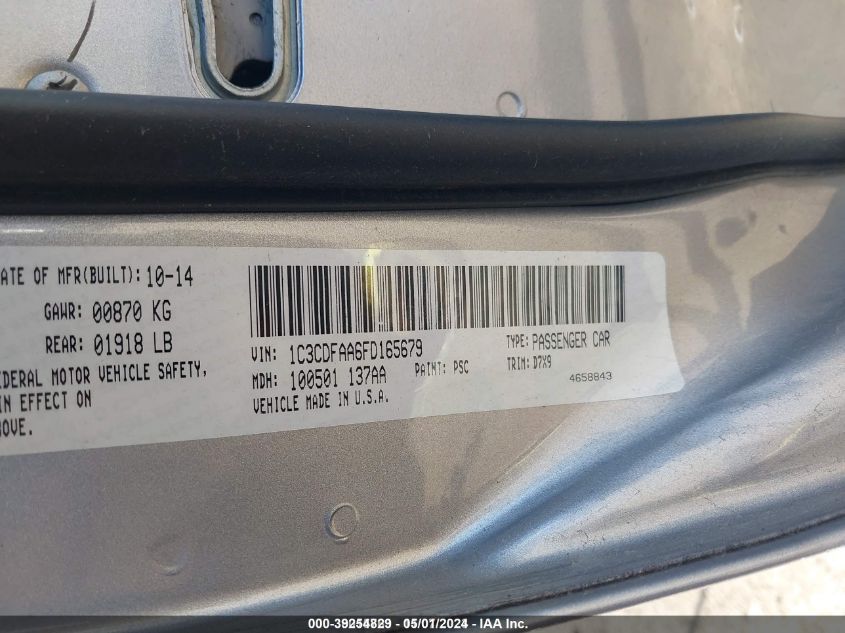 ATE OF MFR(BUILT): 10-14
GAWR: 00870 KG
REAR: 01918 LB
EDERAL MOTOR VEHICLE SAFETY,
IN EFFECT ON
BOVE.
VIN: 1C3CDFAA6FD165679
TYPE: PASSENGER CAR
MDH: 100501 137AA
PAINT: PSC
TRIM: D7X9
VEHICLE MADE IN U.S.A.
4658843
000-39254829 - 05/01/2024 - IAA Inc.